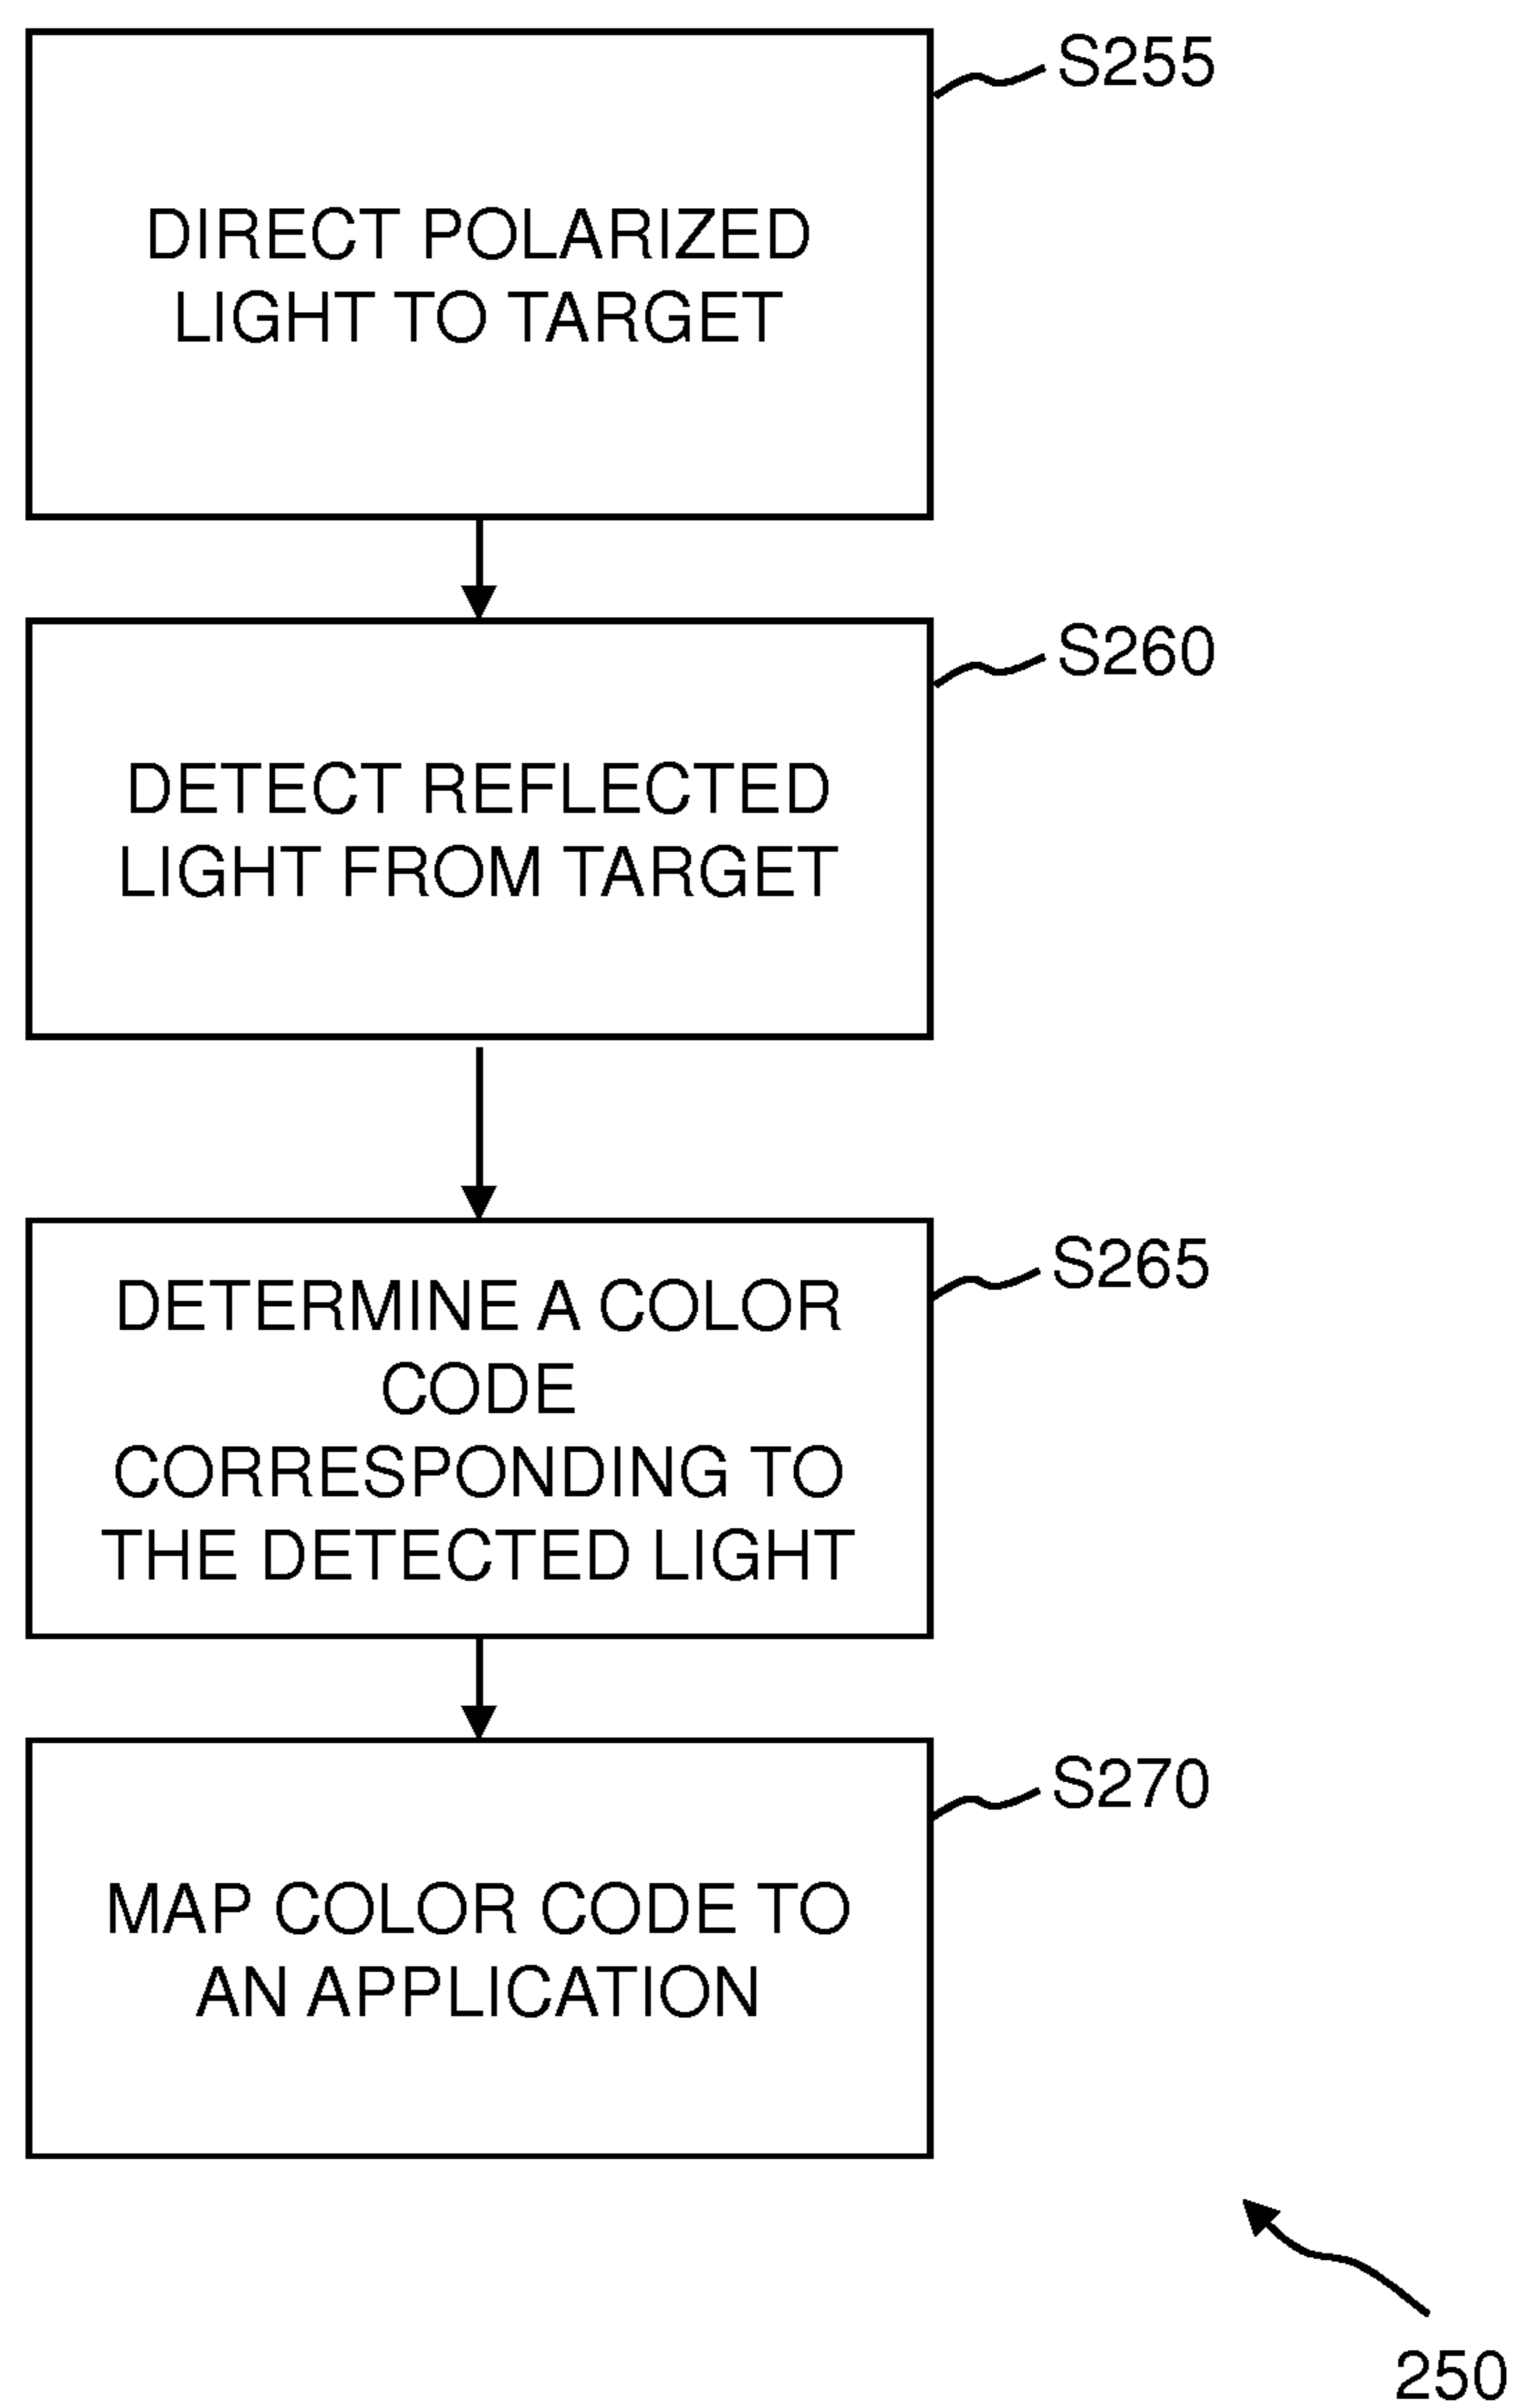 S255
DIRECT POLARIZED
LIGHT TO TARGET
S260
DETECT REFLECTED
LIGHT FROM TARGET
S265
DETERMINE A COLOR
CODE
CORRESPONDING TO
THE DETECTED LIGHT
S270
MAP COLOR CODE TO
AN APPLICATION
250